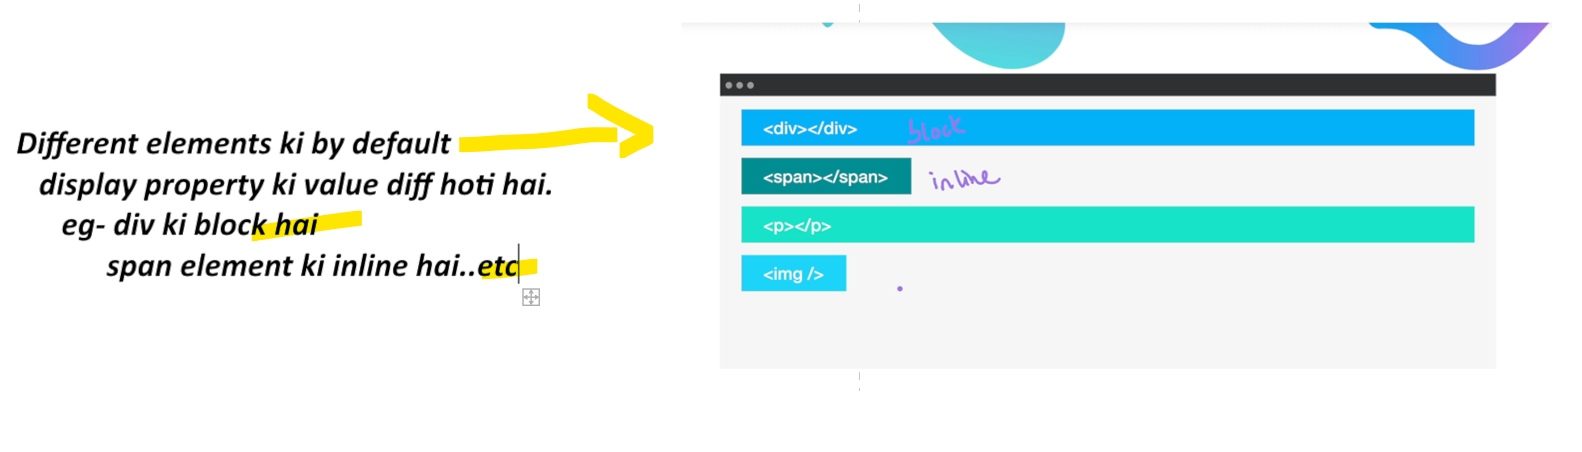 Different elements ki by default
display property ki value diff hoti hai.
eg- div ki block hai
span element ki inline hai..etc
<div></div> block
<span></span> inline
<p></p>
<img />